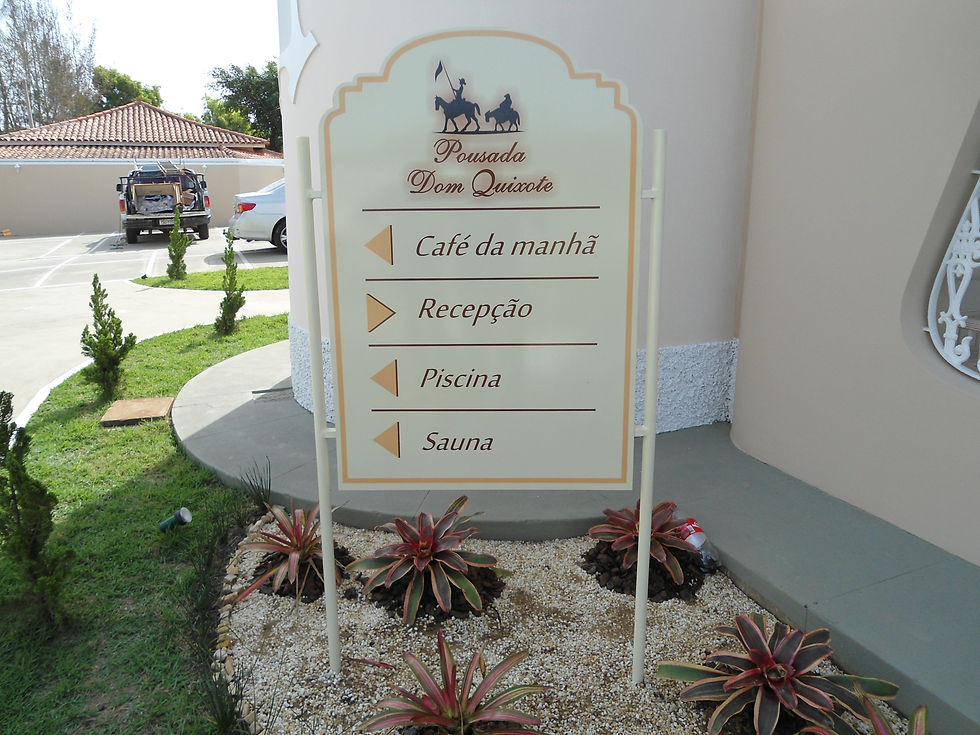 Pousada
Dom Quixote
Café da manhã
Recepção
Piscina
Sauna